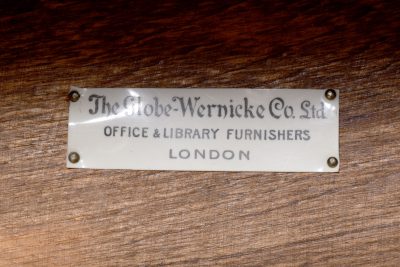 The Globe-Wernicke Co. Ltd
OFFICE & LIBRARY FURNISHERS
LONDON